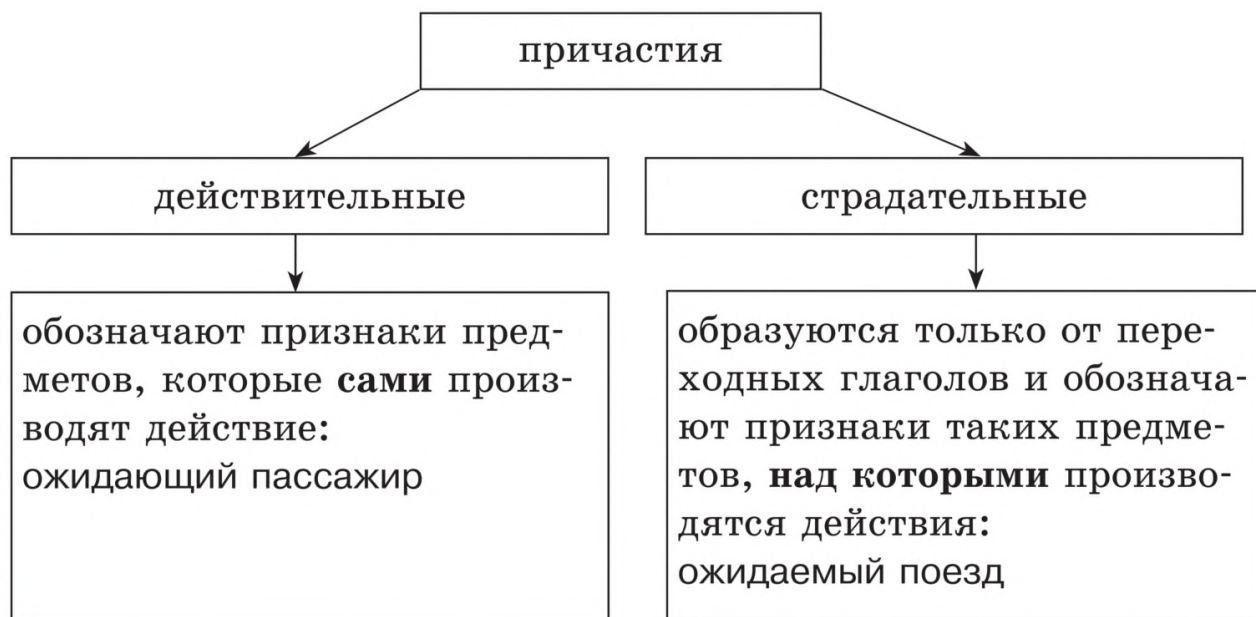 причастия
действительные
страдательные
обозначают признаки пред-
метов, которые сами произ-
водят действие:
ожидающий пассажир
образуются только от пере-
ходных глаголов и обознача-
ют признаки таких предме-
тов, над которыми произво-
дятся действия:
ожидаемый поезд